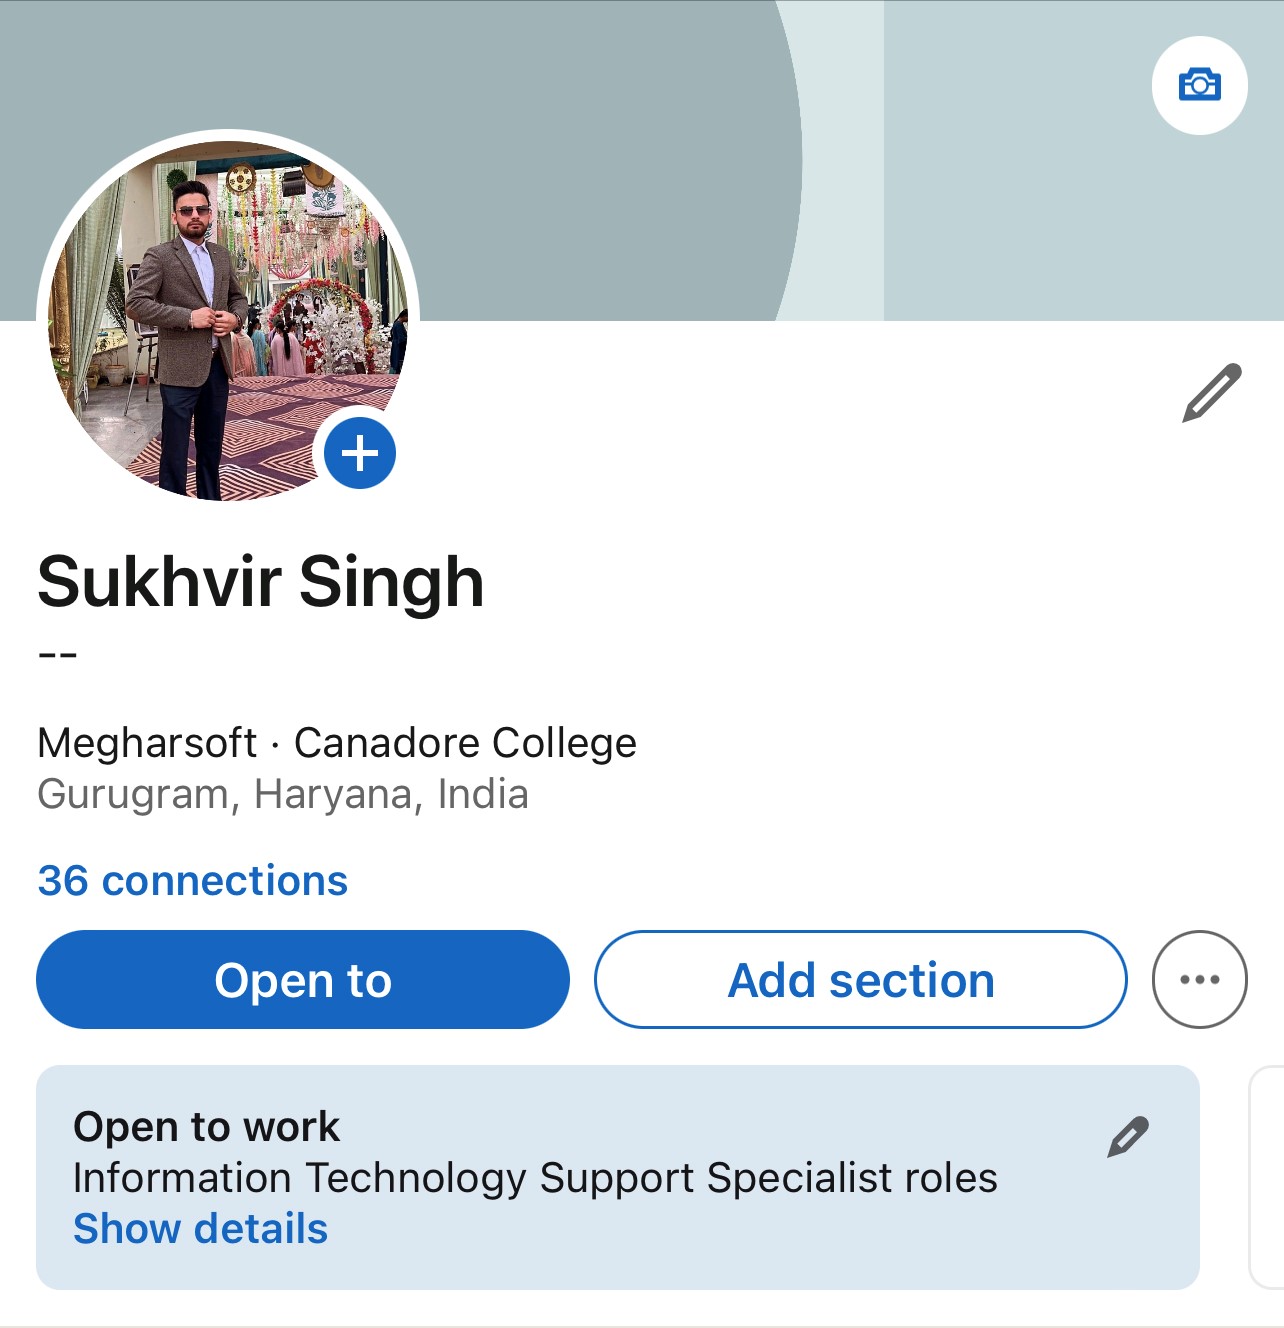 Sukhvir Singh
--
Megharsoft · Canadore College
Gurugram, Haryana, India
36 connections
Open to
Add section
Open to work
Information Technology Support Specialist roles
Show details